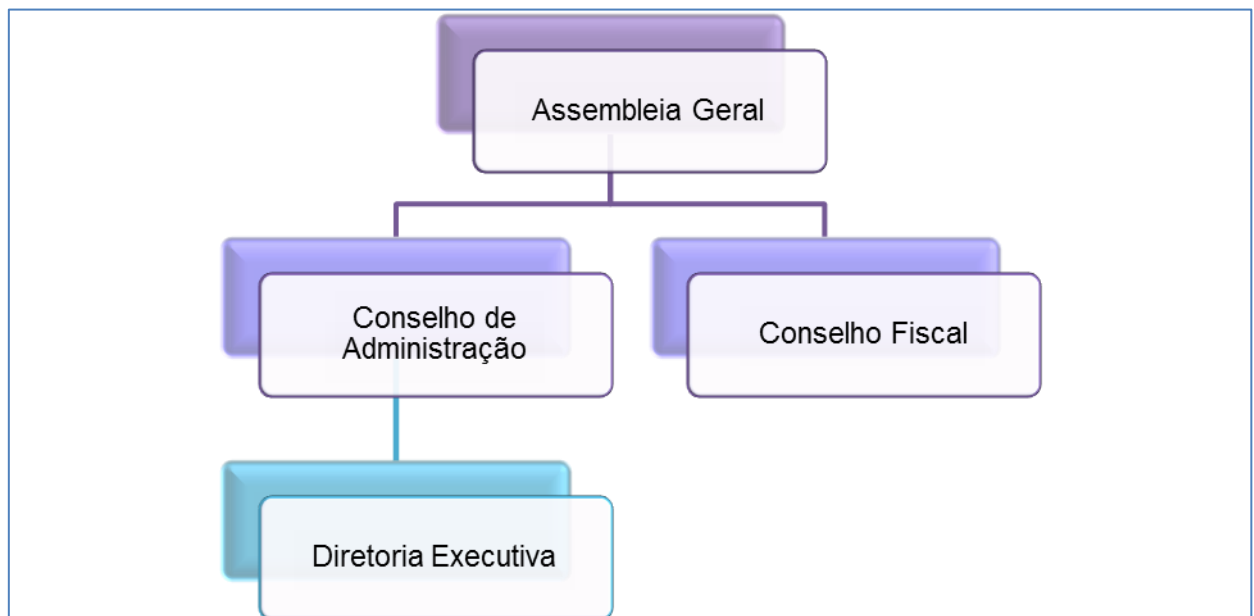 Assembleia Geral
Conselho de
Administração
Conselho Fiscal
Diretoria Executiva